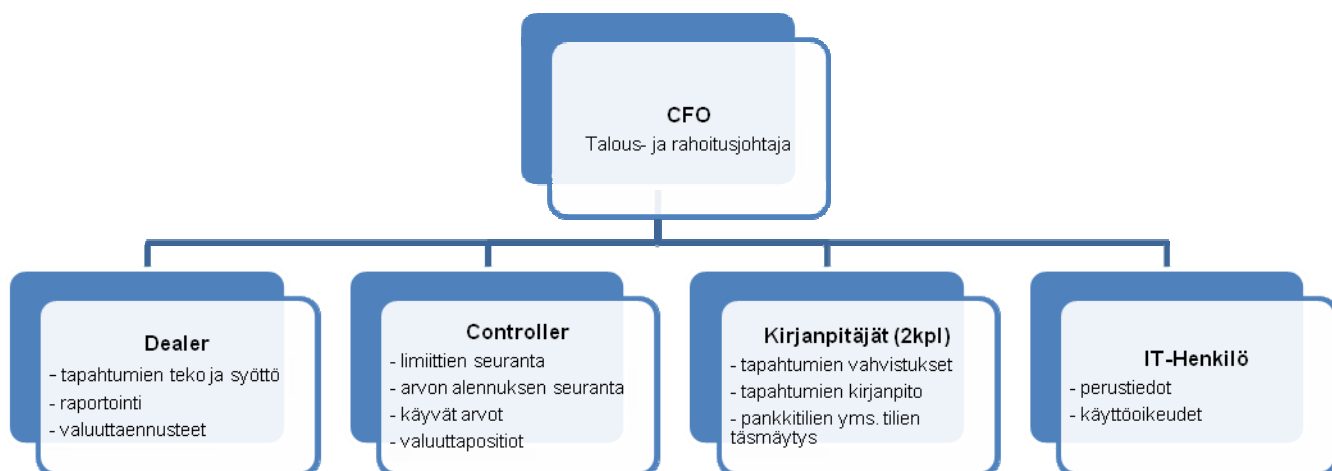 CFO
Talous- ja rahoitusjohtaja
Dealer
- tapahtumien teko ja syöttö
- raportointi
- valuuttaennusteet
Controller
- limiittien seuranta
- arvon alennuksen seuranta
- käyvät arvot
- valuuttapositiot
Kirjanpitäjät (2kpl)
- tapahtumien vahvistukset
- tapahtumien kirjanpito
- pankkitilien yms. tilien
täsmäytys
IT-Henkilö
- perustiedot
- käyttöoikeudet